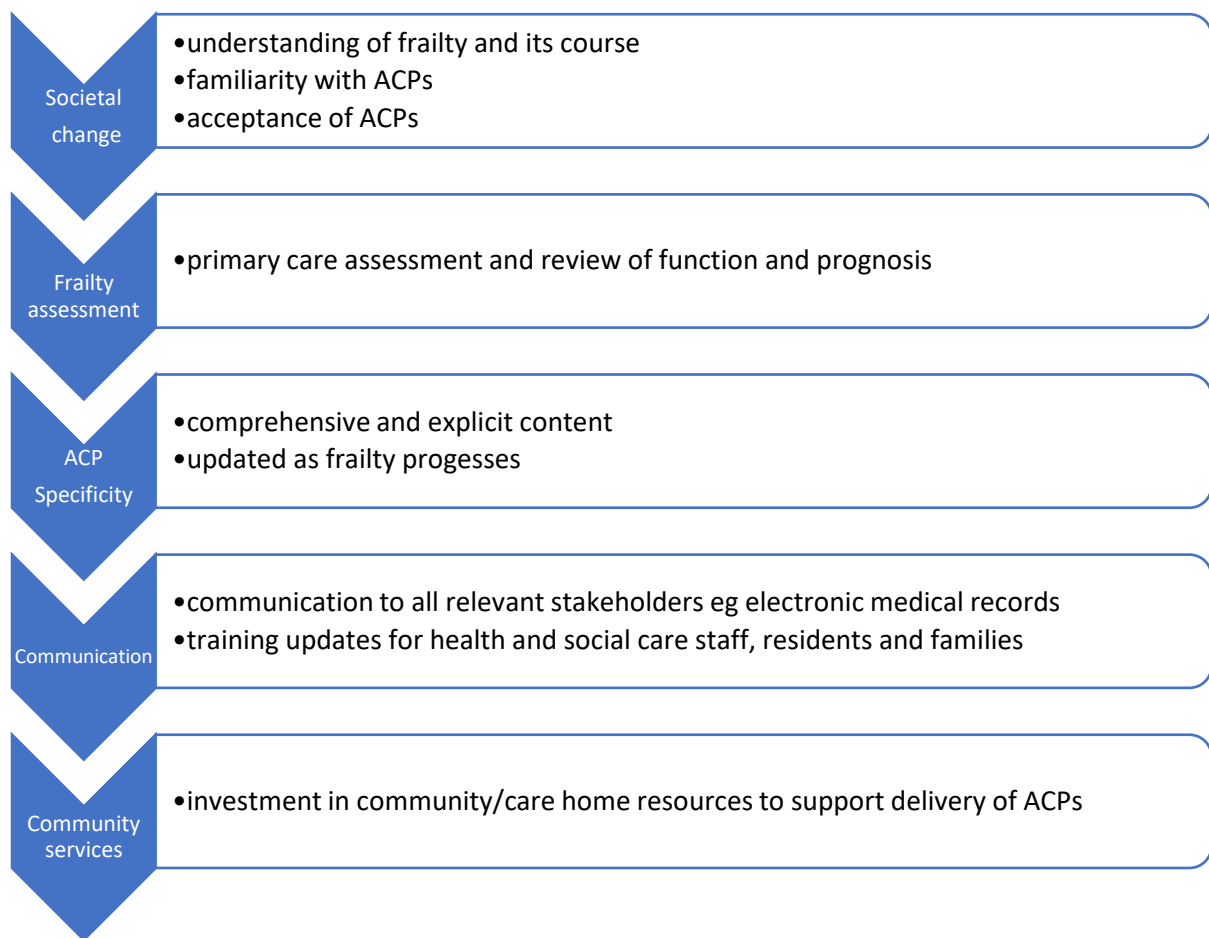 Societal
change
•understanding of frailty and its course
•familiarity with ACPs
•acceptance of ACPs
Frailty
assessment
•primary care assessment and review of function and prognosis
ACP
Specificity
•comprehensive and explicit content
•updated as frailty progesses
Communication
•communication to all relevant stakeholders eg electronic medical records
•training updates for health and social care staff, residents and families
Community
services
•investment in community/care home resources to support delivery of ACPs